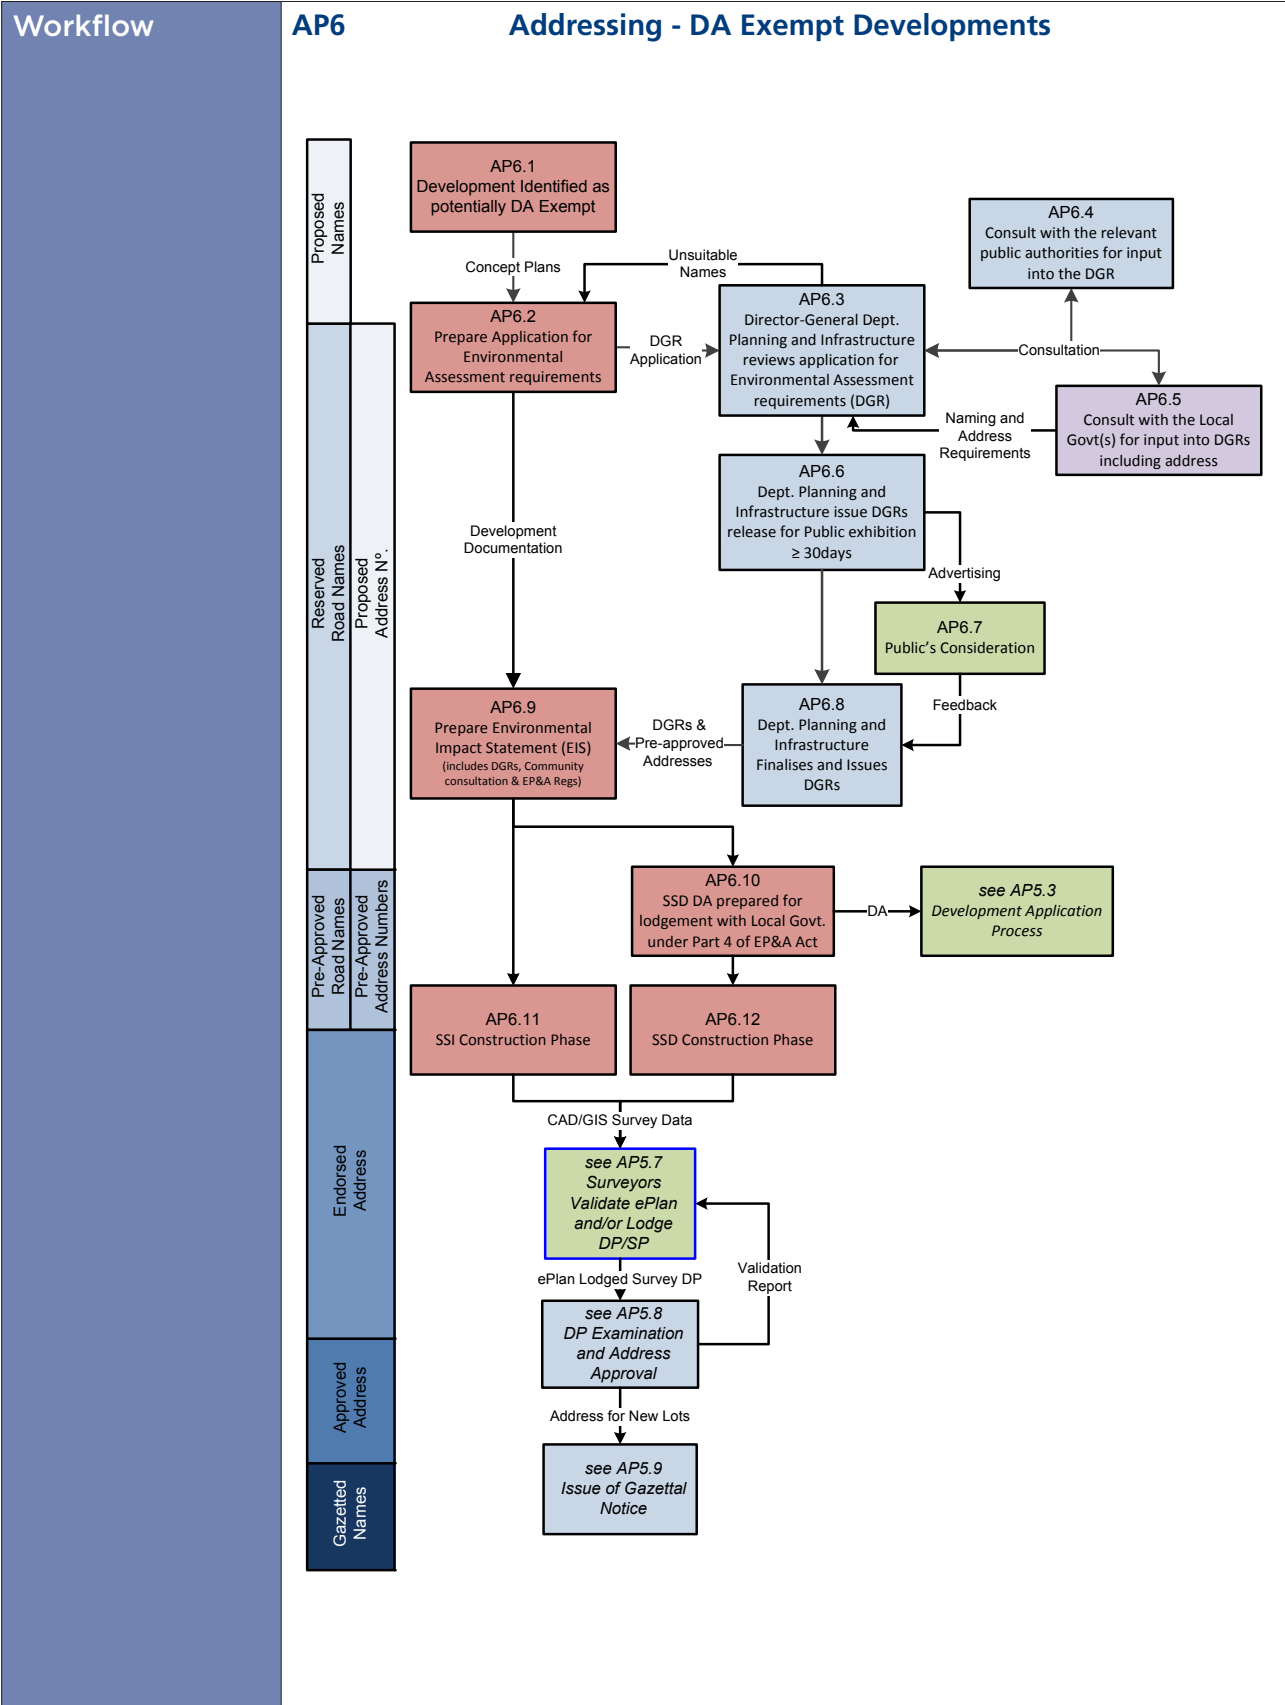 Workflow
AP6
Addressing - DA Exempt Developments
Proposed
Names
Reserved
Road Names
Proposed
Address Nº.
Pre-Approved
Road Names
Pre-Approved
Address Numbers
Endorsed
Address
Approved
Address
Gazetted
Names
AP6.1
Development Identified as
potentially DA Exempt
Concept Plans
Unsuitable
Names
AP6.2
Prepare Application for
Environmental
Assessment requirements
DGR
Application
AP6.3
Director-General Dept.
Planning and Infrastructure
reviews application for
Environmental Assessment
requirements (DGR)
AP6.4
Consult with the relevant
public authorities for input
into the DGR
Consultation
AP6.5
Consult with the Local
Govt(s) for input into DGRs
including address
Naming and
Address
Requirements
AP6.6
Dept. Planning and
Infrastructure issue DGRs
release for Public exhibition
≥ 30days
Development
Documentation
Advertising
AP6.7
Public's Consideration
Feedback
AP6.8
Dept. Planning and
Infrastructure
Finalises and Issues
DGRs
DGRs &
Pre-approved
Addresses
AP6.9
Prepare Environmental
Impact Statement (EIS)
(includes DGRs, Community
consultation & EP&A Regs)
AP6.10
SSD DA prepared for
lodgement with Local Govt.
under Part 4 of EP&A Act
DA
see AP5.3
Development Application
Process
AP6.11
SSI Construction Phase
AP6.12
SSD Construction Phase
CAD/GIS Survey Data
see AP5.7
Surveyors
Validate ePlan
and/or Lodge
DP/SP
ePlan Lodged Survey DP
Validation
Report
see AP5.8
DP Examination
and Address
Approval
Address for New Lots
see AP5.9
Issue of Gazettal
Notice